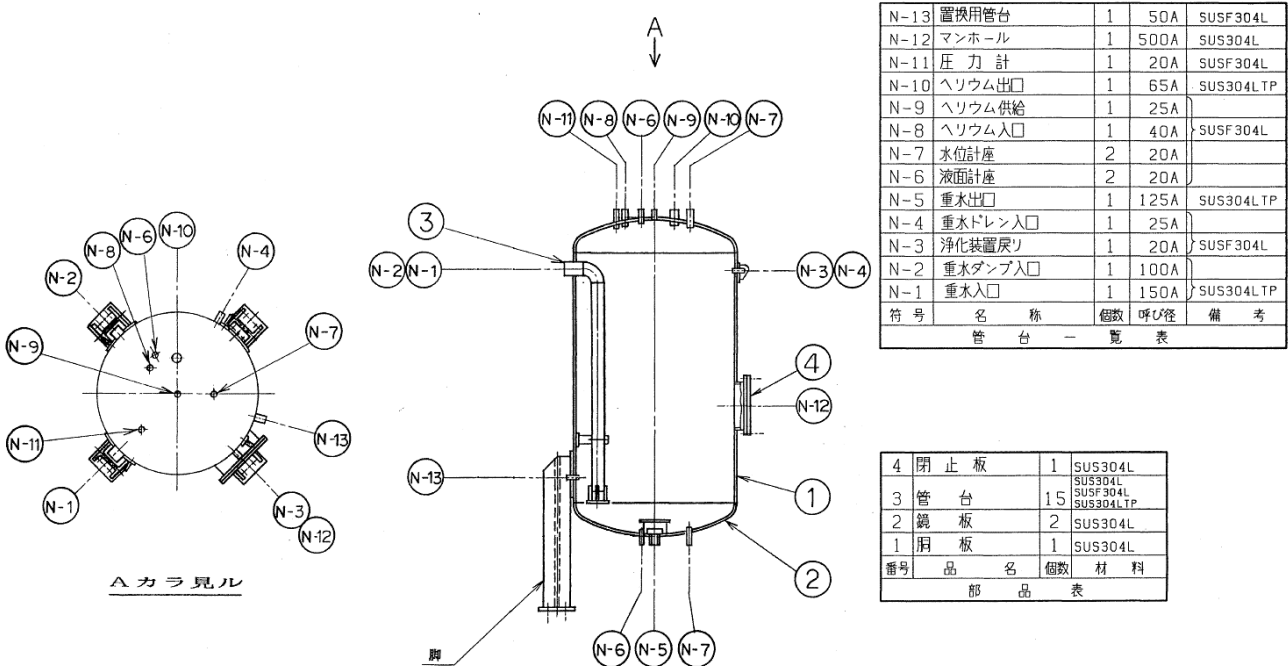 A
N-11 N-8 N-6 N-9 N-10 N-7
3
N-2 N-1
N-3 N-4
4
N-12
N-13
1
2
N-6 N-5 N-7
脚
N-10
N-6
N-8
N-4
N-2
N-9
N-7
N-11
N-13
N-1
N-3
N-12
A カラ見ル
N-13 置換用管台 1 50A SUSF304L
N-12 マンホール 1 500A SUS304L
N-11 圧力計 1 20A SUSF304L
N-10 ヘリウム出口 1 65A SUS304LTP
N-9 ヘリウム供給 1 25A
N-8 ヘリウム入口 1 40A SUSF304L
N-7 水位計座 2 20A
N-6 液面計座 2 20A
N-5 重水出口 1 125A SUS304LTP
N-4 重水ドレン入口 1 25A
N-3 浄化装置戻り 1 20A SUSF304L
N-2 重水ダンプ入口 1 100A
N-1 重水入口 1 150A SUS304LTP
符号 名称 個数 呼び径 備考
管台一覧表
4 閉止板 1 SUS304L
3 管台 15 SUS304L
SUSF304L
SUS304LTP
2 鏡板 2 SUS304L
1 胴板 1 SUS304L
番号 品名 個数 材料
部品表